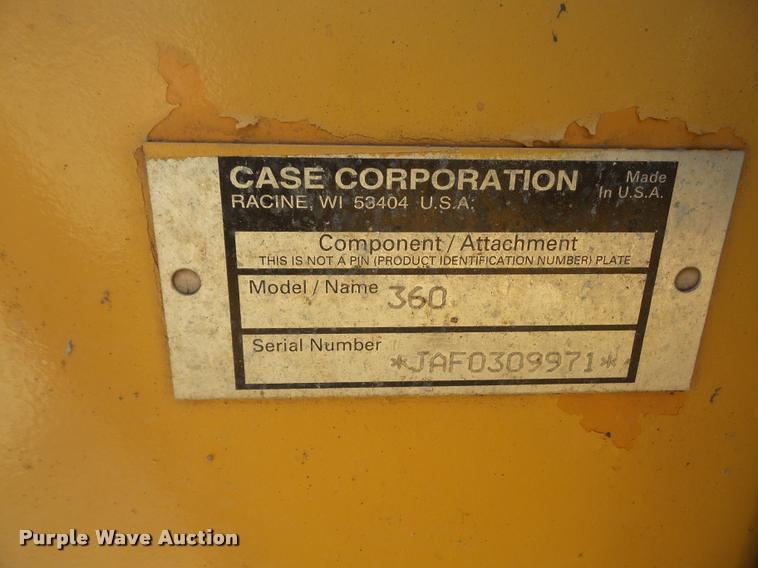 CASE CORPORATION
RACINE, WI 53404 U.S.A.
Made
In U.S.A.
Component / Attachment
THIS IS NOT A PIN (PRODUCT IDENTIFICATION NUMBER) PLATE
Model / Name 360
Serial Number *JAF0309971*
Purple Wave Auction